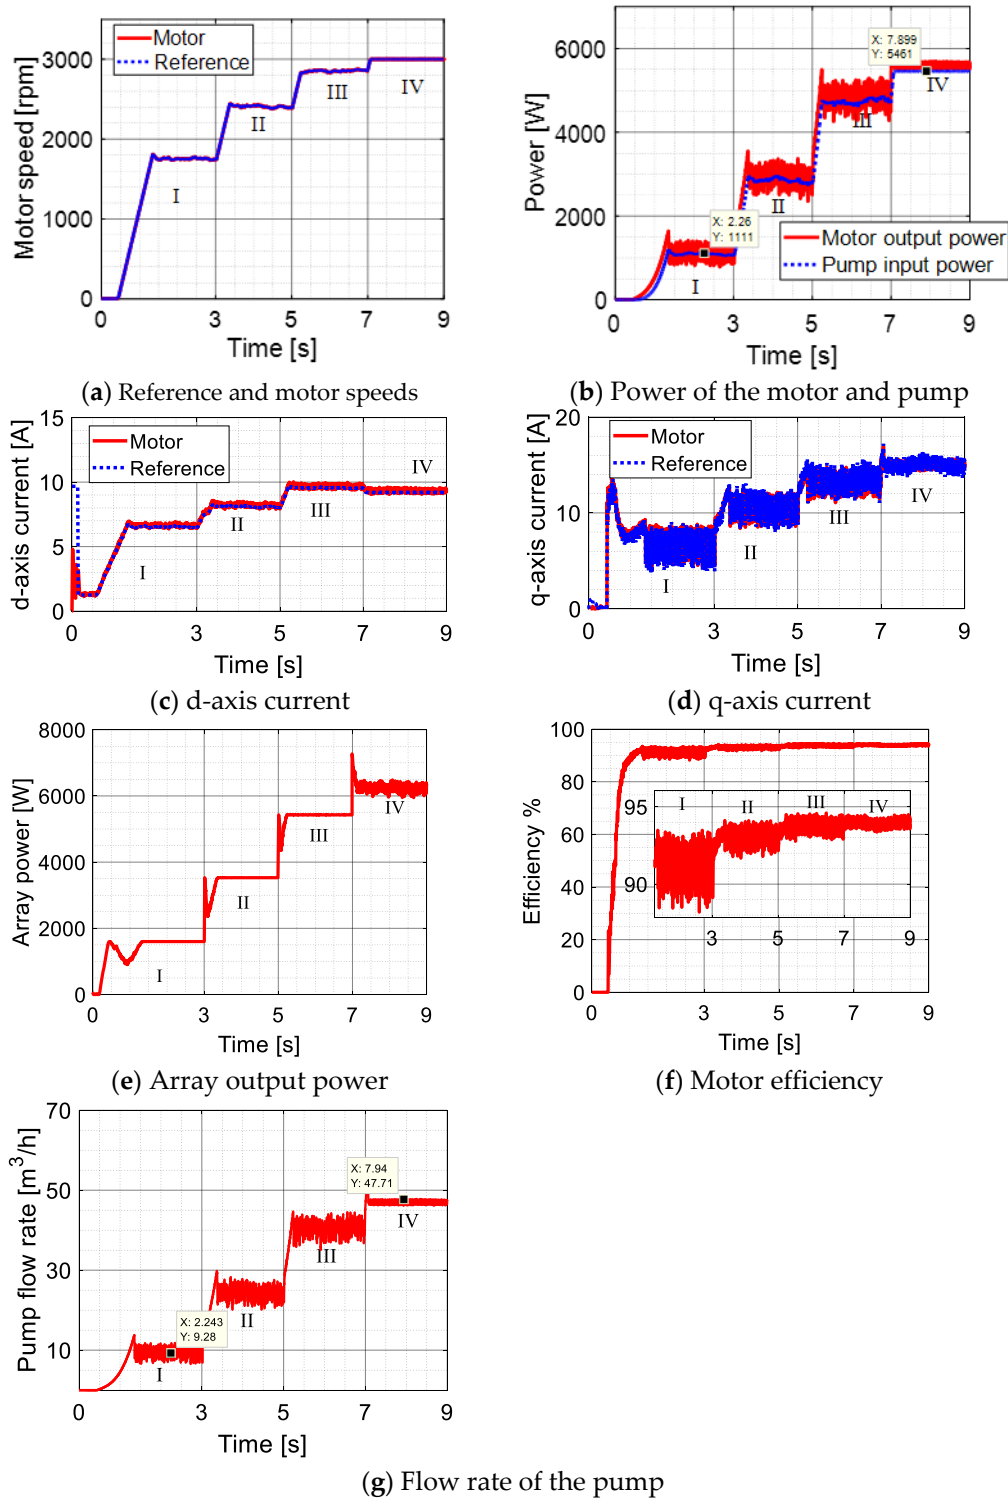 Motor speed [rpm]
3000
2000
1000
0
Motor
Reference
I
II
III
IV
0
3
5
7
9
Time [s]
(a) Reference and motor speeds
Power [W]
6000
4000
2000
0
X: 7.899
Y: 5461
X: 2.26
Y: 1111
I
II
III
IV
Motor output power
Pump input power
0
3
5
7
9
Time [s]
(b) Power of the motor and pump
d-axis current [A]
15
10
5
0
Motor
Reference
I
II
III
IV
0
3
5
7
9
Time [s]
(c) d-axis current
q-axis current [A]
20
10
0
Motor
Reference
I
II
III
IV
0
3
5
7
9
Time [s]
(d) q-axis current
Array power [W]
8000
6000
4000
2000
0
I
II
III
IV
0
3
5
7
9
Time [s]
(e) Array output power
Efficiency %
100
80
60
40
20
0
95
90
I
II
III
IV
3
5
7
9
0
3
5
7
9
Time [s]
(f) Motor efficiency
Pump flow rate [m³/h]
70
50
30
10
X: 7.94
Y: 47.71
X: 2.243
Y: 9.28
I
II
III
IV
0
3
5
7
9
Time [s]
(g) Flow rate of the pump